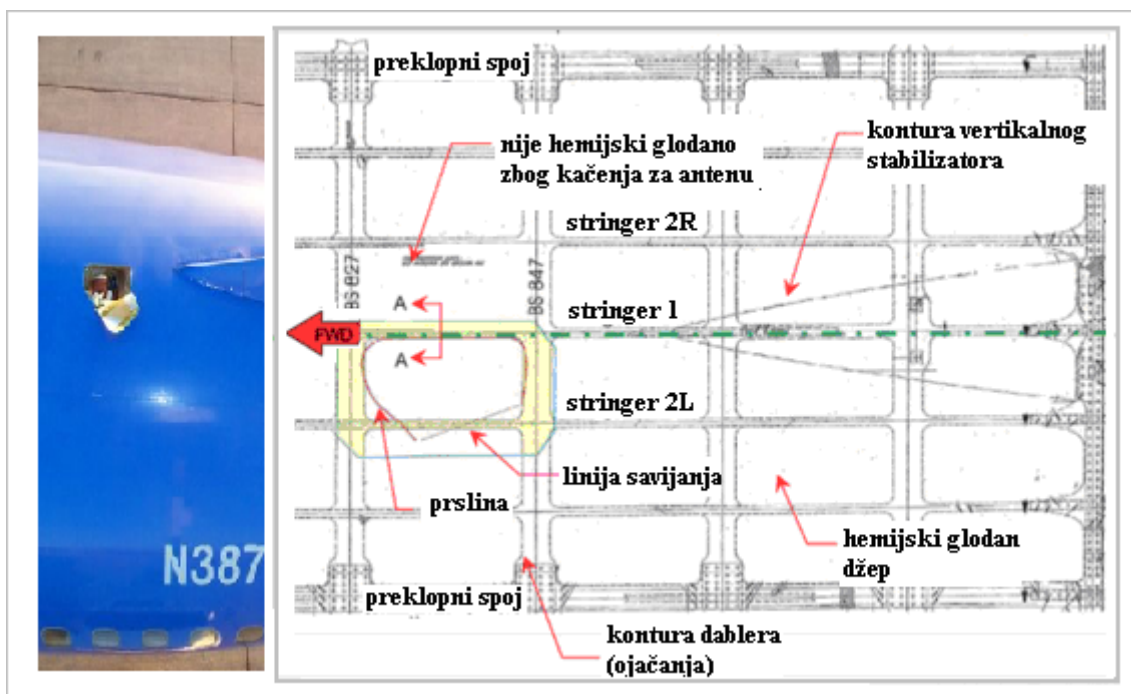 preklopni spoj
nije hemijski glodano
zbog kačenja za antenu
kontura vertikalnog
stabilizatora
stringer 2R
BS 827
BS 847
A
stringer 1
FWD
A
stringer 2L
linija savijanja
prslina
N387
hemijski glodan
džep
preklopni spoj
kontura dablera
(ojačanja)